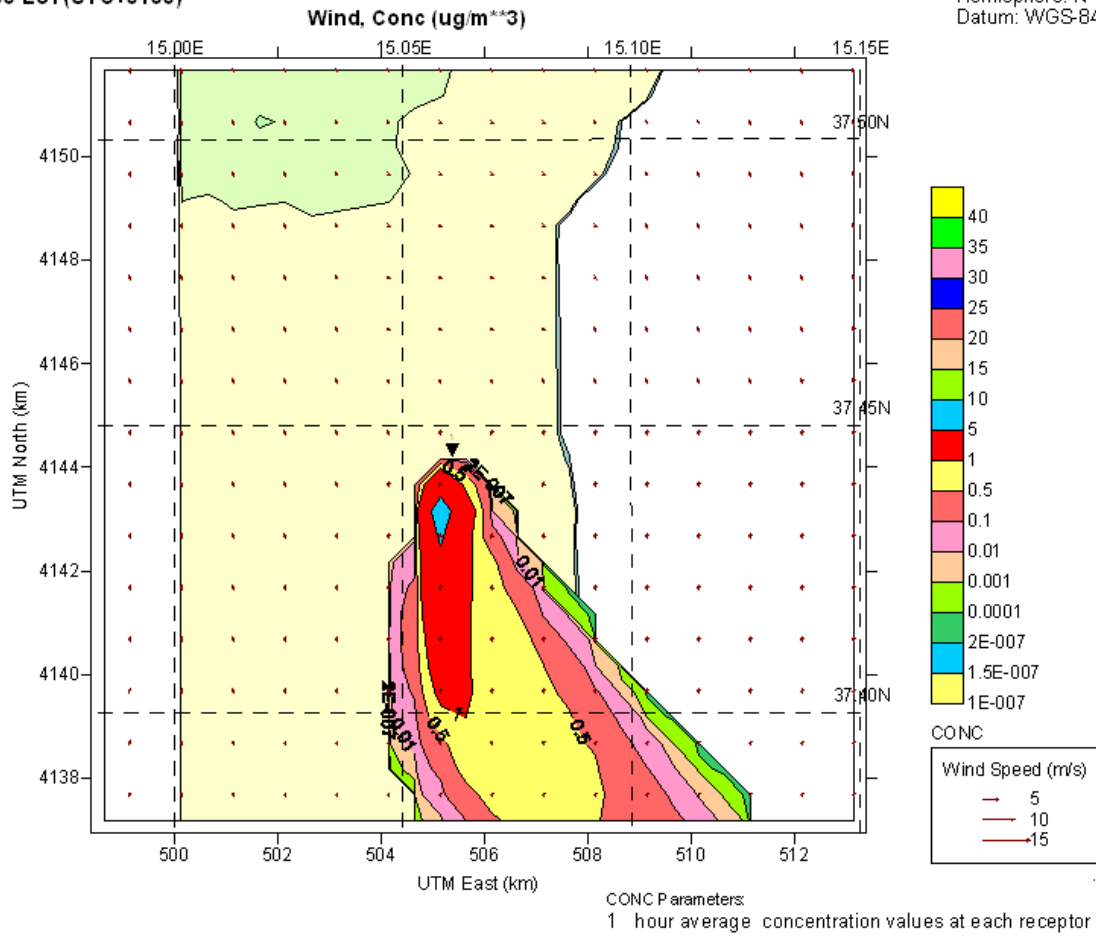 Wind, Conc (ug/m**3)
Datum: WGS-84
15.00E 15.05E 15.10E 15.15E
37.50N
4150
4148
4146
37.45N
4144
0.5
2E-007
4142
0.01
4140
37.40N
2E-007
0.01
0.5
1
0.5
4138
UTM North (km)
500 502 504 506 508 510 512
UTM East (km)
40
35
30
25
20
15
10
5
1
0.5
0.1
0.01
0.001
0.0001
2E-007
1.5E-007
1E-007
CONC
Wind Speed (m/s)
5
10
15
CONC Parameters:
1 hour average concentration values at each receptor